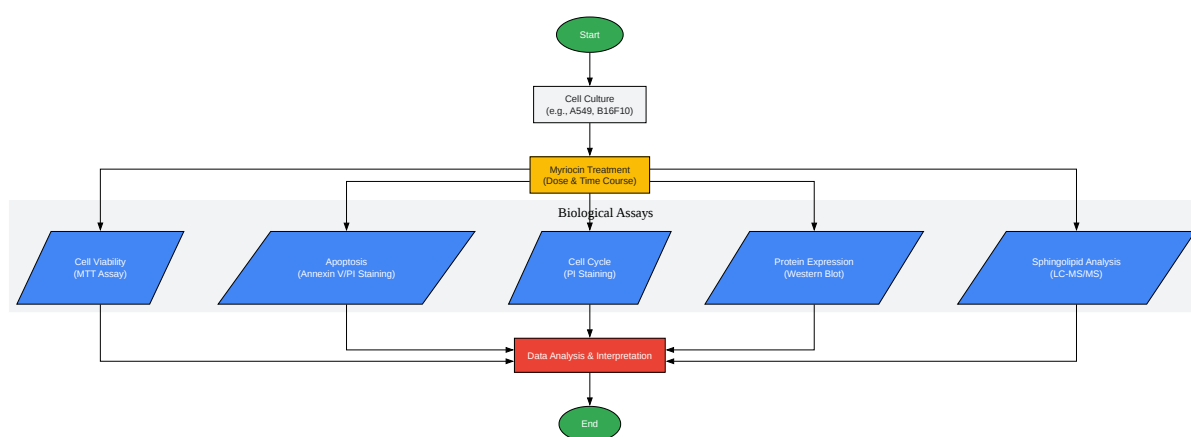 Start
Cell Culture
(e.g., A549, B16F10)
Myriocin Treatment
(Dose & Time Course)
Biological Assays
Cell Viability
(MTT Assay)
Apoptosis
(Annexin V/PI Staining)
Cell Cycle
(PI Staining)
Protein Expression
(Western Blot)
Sphingolipid Analysis
(LC-MS/MS)
Data Analysis & Interpretation
End